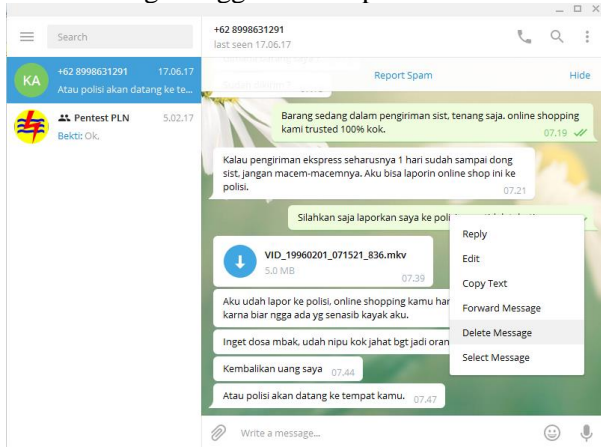 +62 8998631291
last seen 17.06.17
Search
+62 8998631291 17.06.17
KA
Atau polisi akan datang ke te...
Pentest PLN 5.02.17
Bekti: Ok.
Report Spam
Hide
Barang sedang dalam pengiriman sist, tenang saja. online shopping
kami trusted 100% kok.
07.19
Kalau pengiriman ekspress seharusnya 1 hari sudah sampai dong
sist, jangan macem-macemnya. Aku bisa laporin online shop ini ke
polisi.
07.21
Silahkan saja laporkan saya ke
VID_19960201_071521_836.mkv
5.0 MB
07.39
Aku udah lapor ke polisi, online shopping kamu
karna biar ngga ada yg senasib kayak aku.
Inget dosa mbak, udah nipu kok jahat bgt jadi
Kembalikan uang saya 07.44
Atau polisi akan datang ke tempat kamu. 07.47
Reply
Edit
Copy Text
Forward Message
Delete Message
Select Message
Write a message...